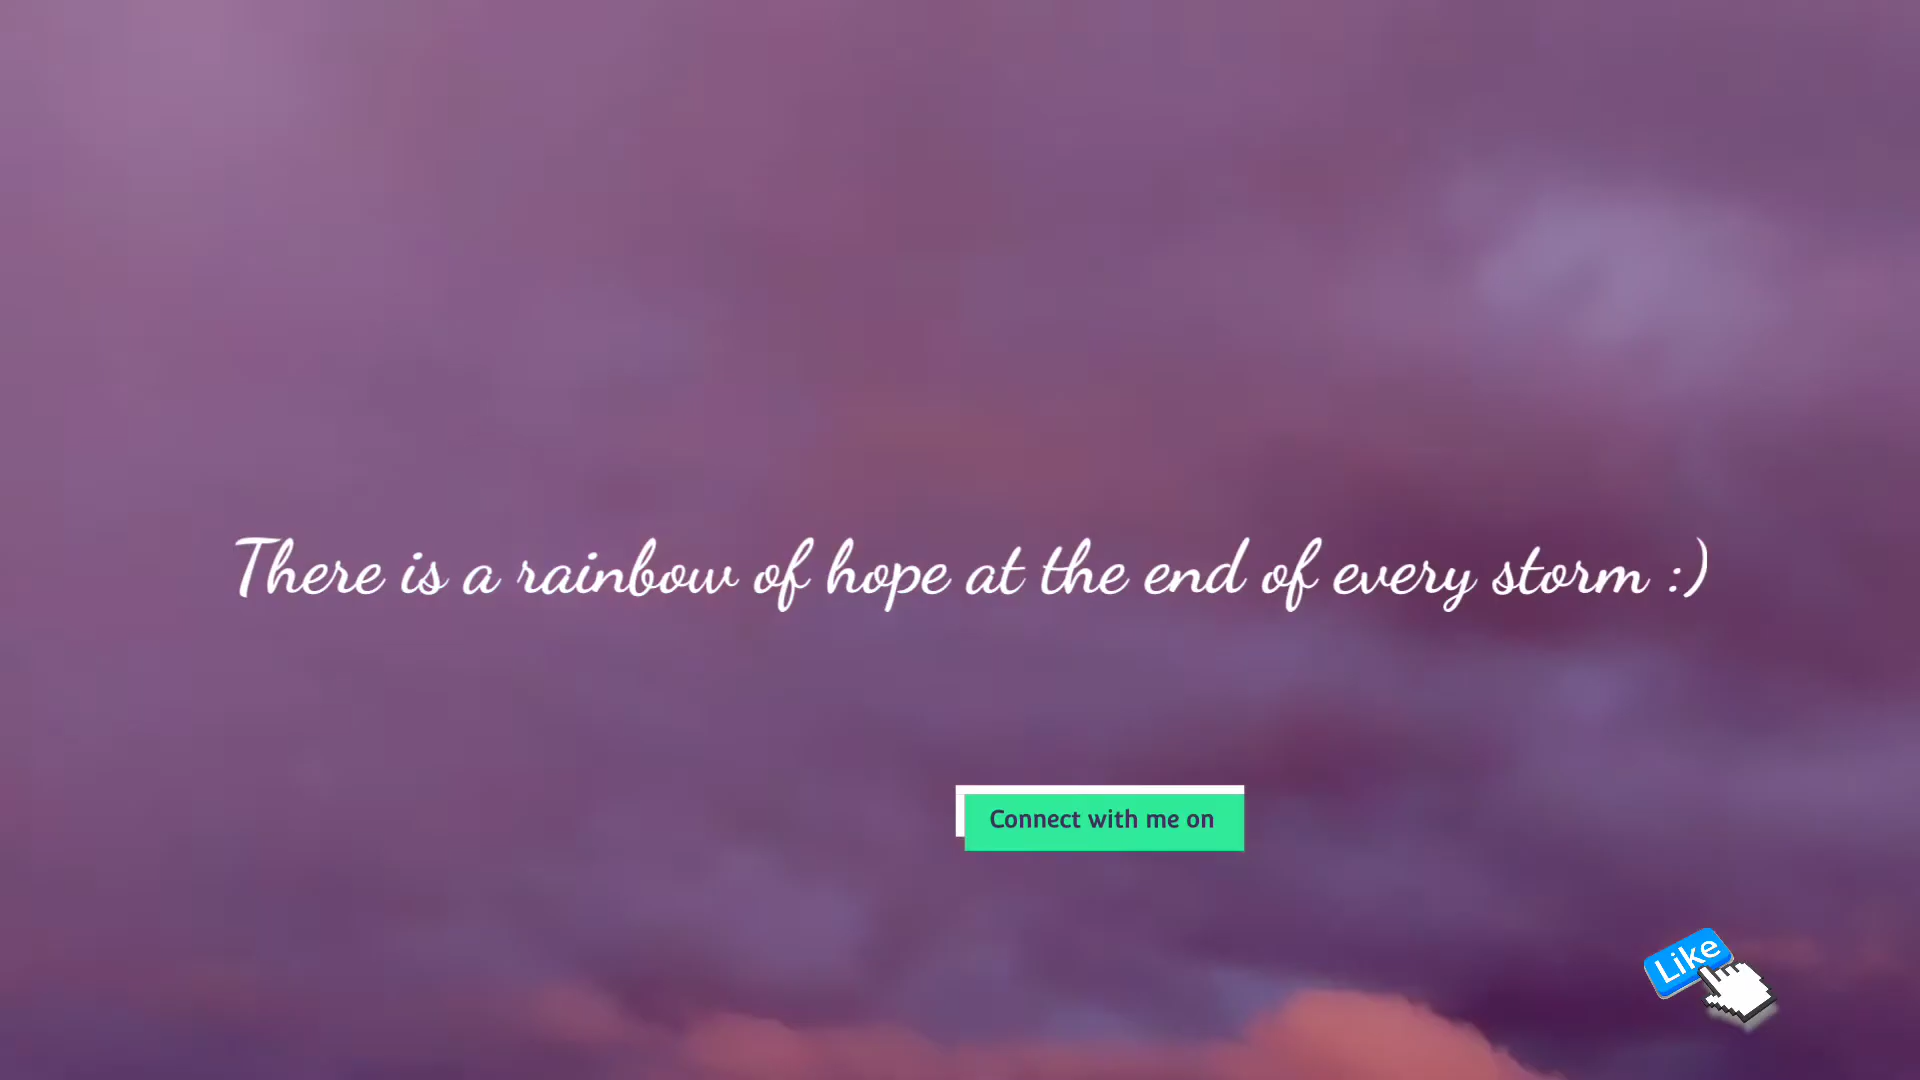 There is a rainbow of hope at the end of every storm :)
Connect with me on
Like